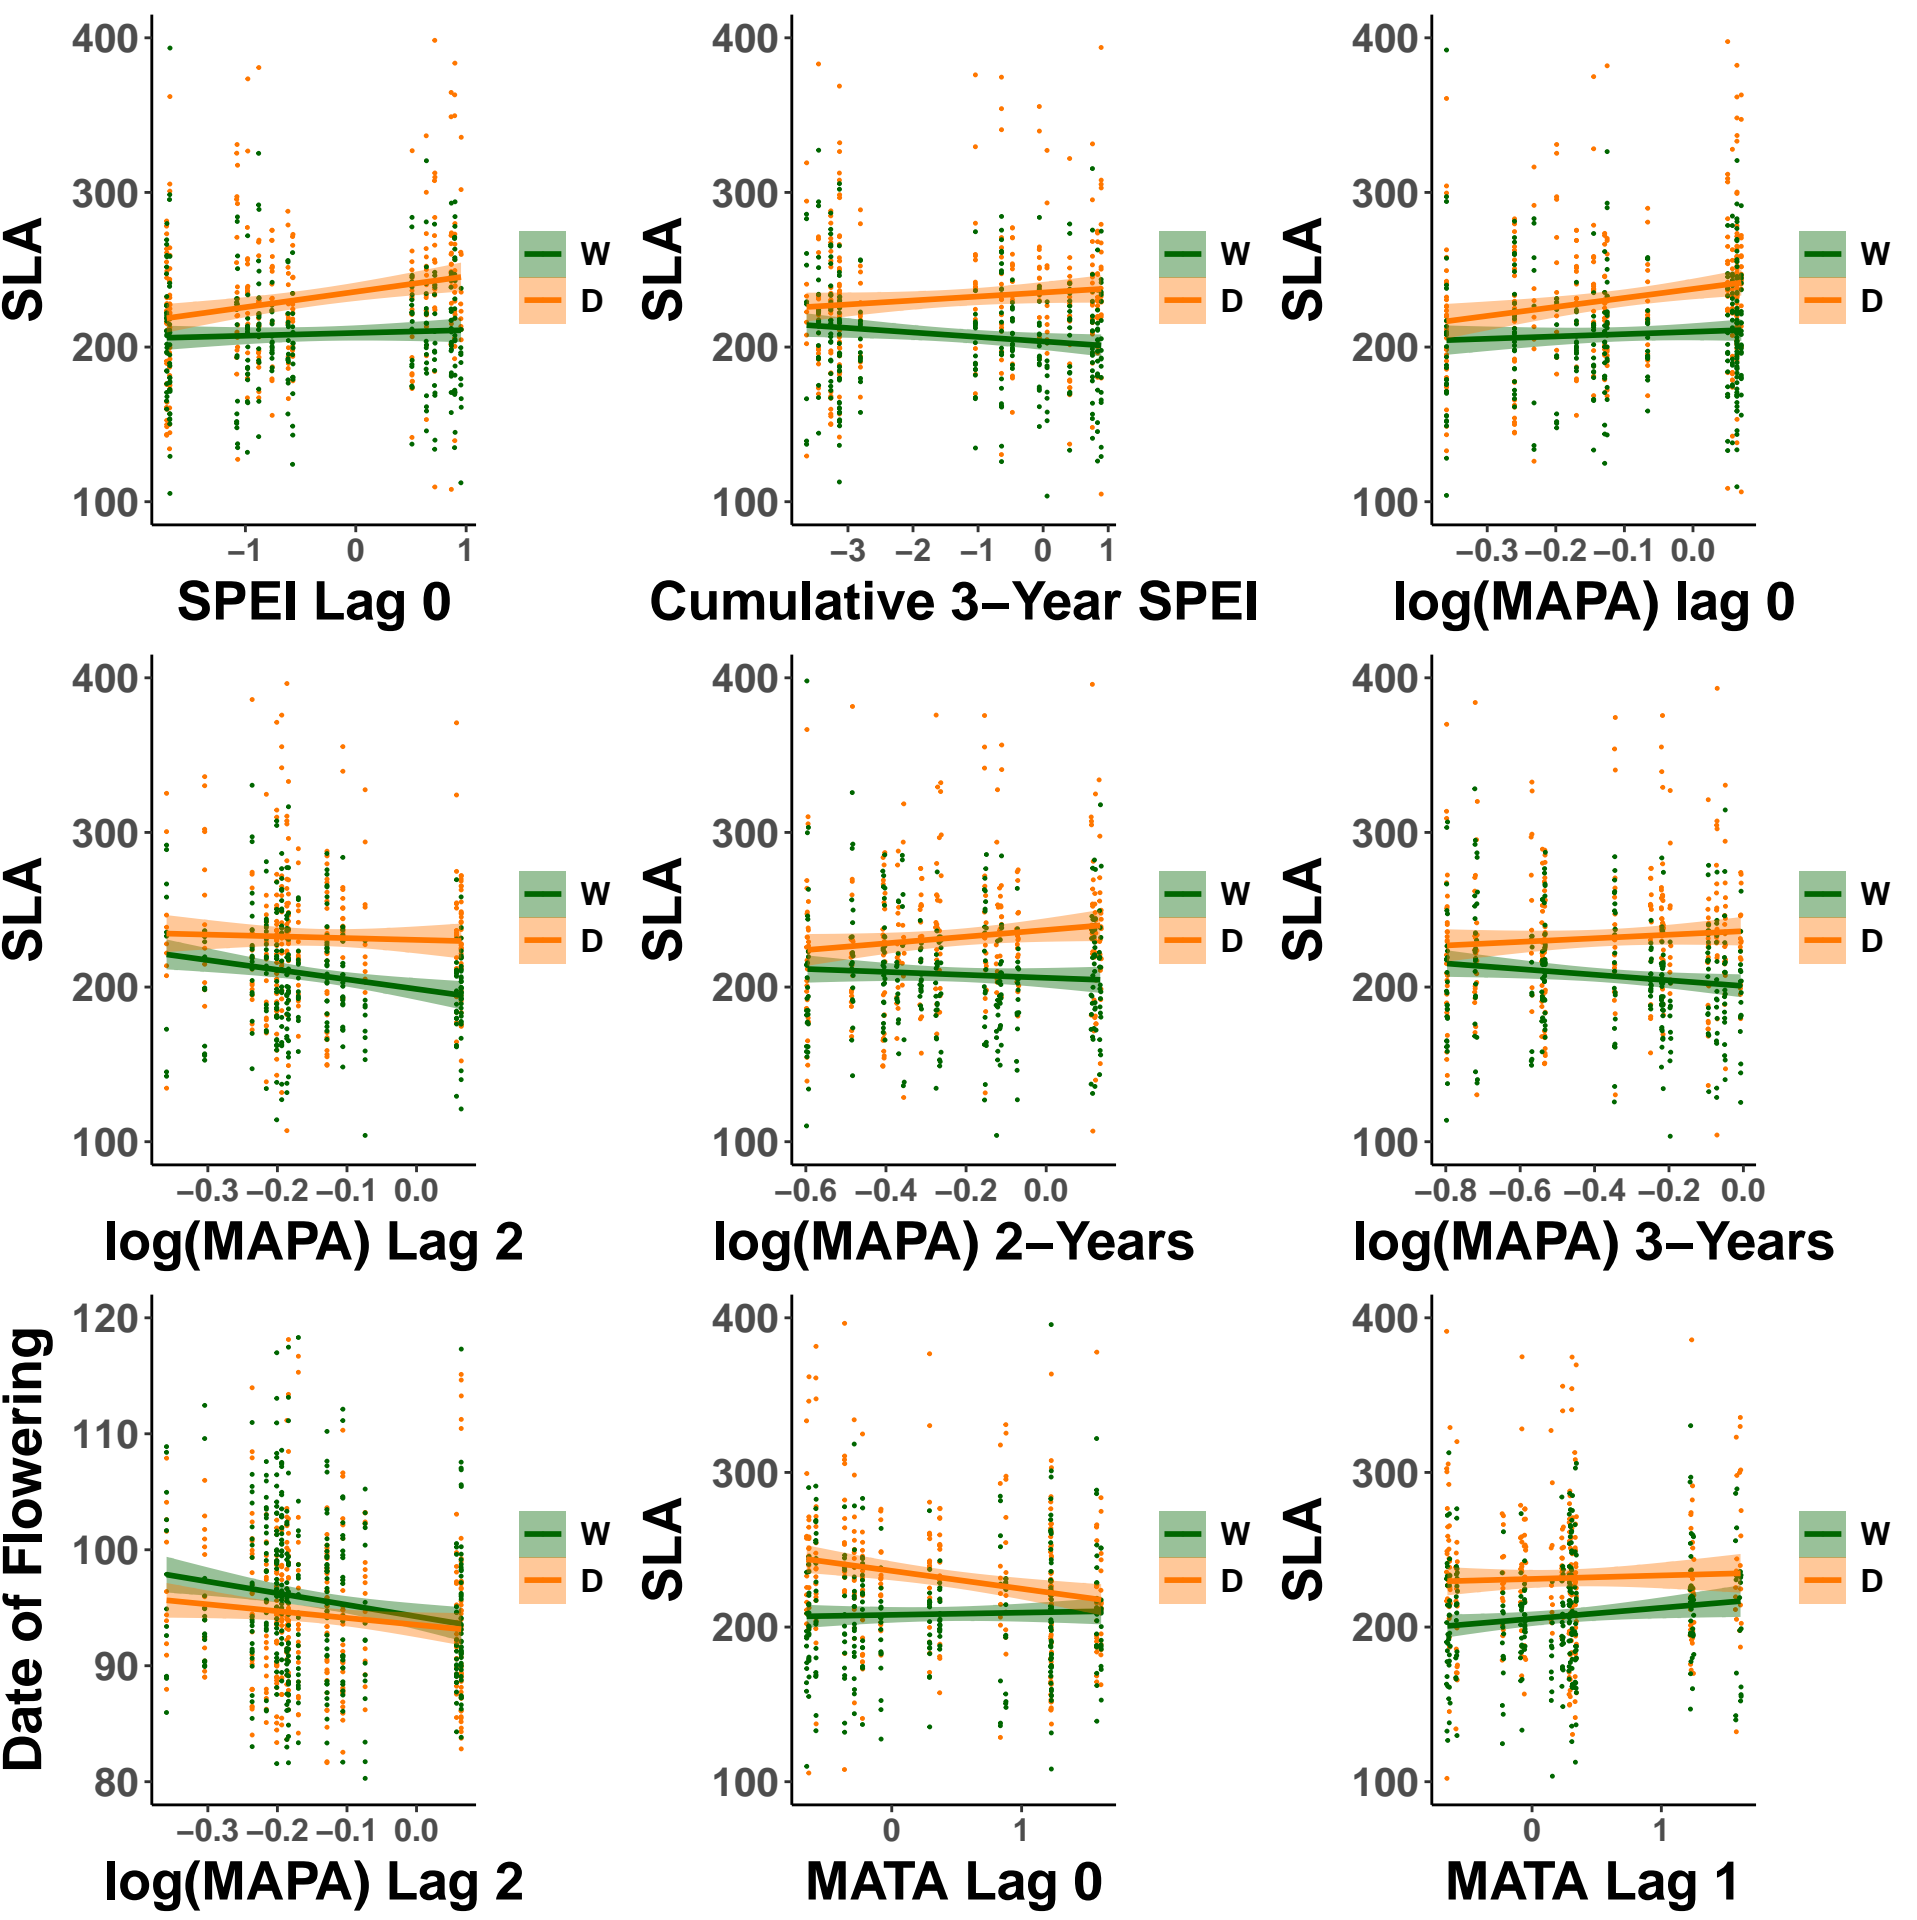 SLA
400
300
200
100
−1 0 1
SPEI Lag 0
W
D
SLA
400
300
200
100
−3 −2 −1 0 1
Cumulative 3−Year SPEI
W
D
SLA
400
300
200
100
−0.3 −0.2 −0.1 0.0
log(MAPA) lag 0
W
D
SLA
400
300
200
100
−0.3 −0.2 −0.1 0.0
log(MAPA) Lag 2
W
D
SLA
400
300
200
100
−0.6 −0.4 −0.2 0.0
log(MAPA) 2−Years
W
D
SLA
400
300
200
100
−0.8 −0.6 −0.4 −0.2 0.0
log(MAPA) 3−Years
W
D
Date of Flowering
120
110
100
90
80
−0.3 −0.2 −0.1 0.0
log(MAPA) Lag 2
W
D
SLA
400
300
200
100
0 1
MATA Lag 0
W
D
SLA
400
300
200
100
0 1
MATA Lag 1
W
D